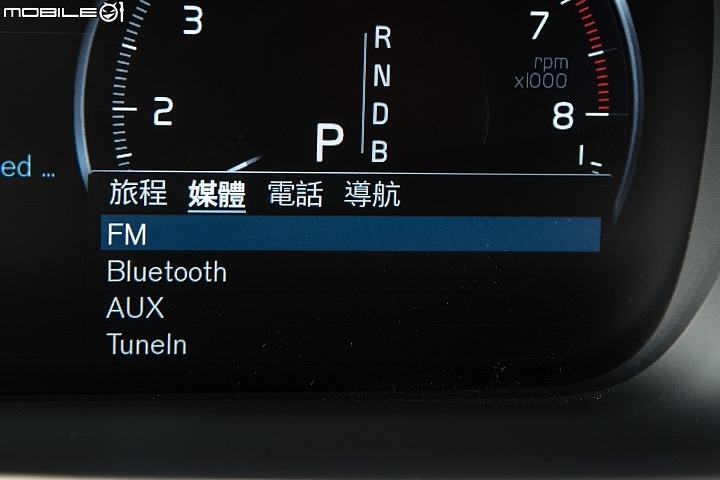 MOBILE01
3
7
rpm
x1000
2
8
R
N
D
B
P
ed ...
旅程 媒體 電話 導航
FM
Bluetooth
AUX
TuneIn